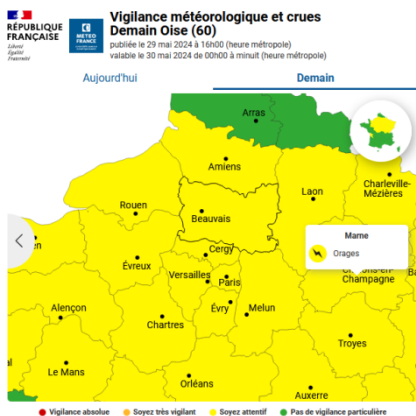 RÉPUBLIQUE
FRANÇAISE
Liberté
Égalité
Fraternité
METEO
FRANCE
Vigilance météorologique et crues
Demain Oise (60)
publiée le 29 mai 2024 à 16h00 (heure métropole)
valable le 30 mai 2024 de 00h00 à minuit (heure métropole)
Aujourd'hui
Demain
Arras
Amiens
Laon
Charleville-
Mézières
Rouen
Beauvais
Marne
Orages
Cergy
Évreux
Versailles
Paris
Champagne
Alençon
Évry
Melun
Chartres
Troyes
Le Mans
Orléans
Auxerre
Vigilance absolue
Soyez très vigilant
Soyez attentif
Pas de vigilance particulière